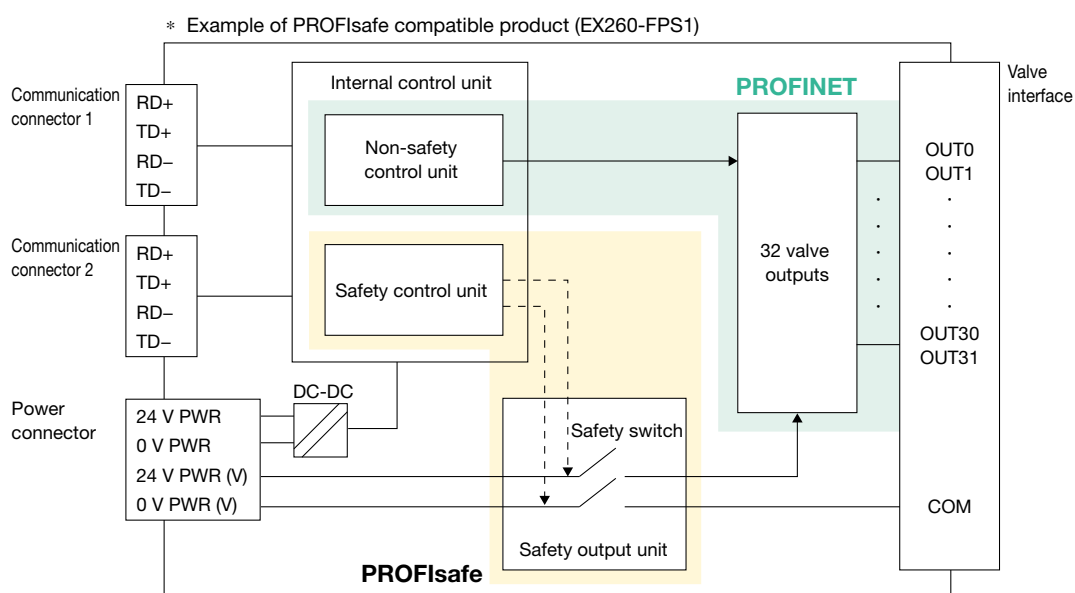 * Example of PROFIsafe compatible product (EX260-FPS1)
Communication
connector 1
RD+
TD+
RD−
TD−
Internal control unit
Non-safety
control unit
PROFINET
Valve
interface
OUT0
OUT1
Communication
connector 2
RD+
TD+
RD−
TD−
Safety control unit
32 valve
outputs
OUT30
OUT31
Power
connector
24 V PWR
0 V PWR
24 V PWR (V)
0 V PWR (V)
DC-DC
Safety switch
COM
Safety output unit
PROFIsafe